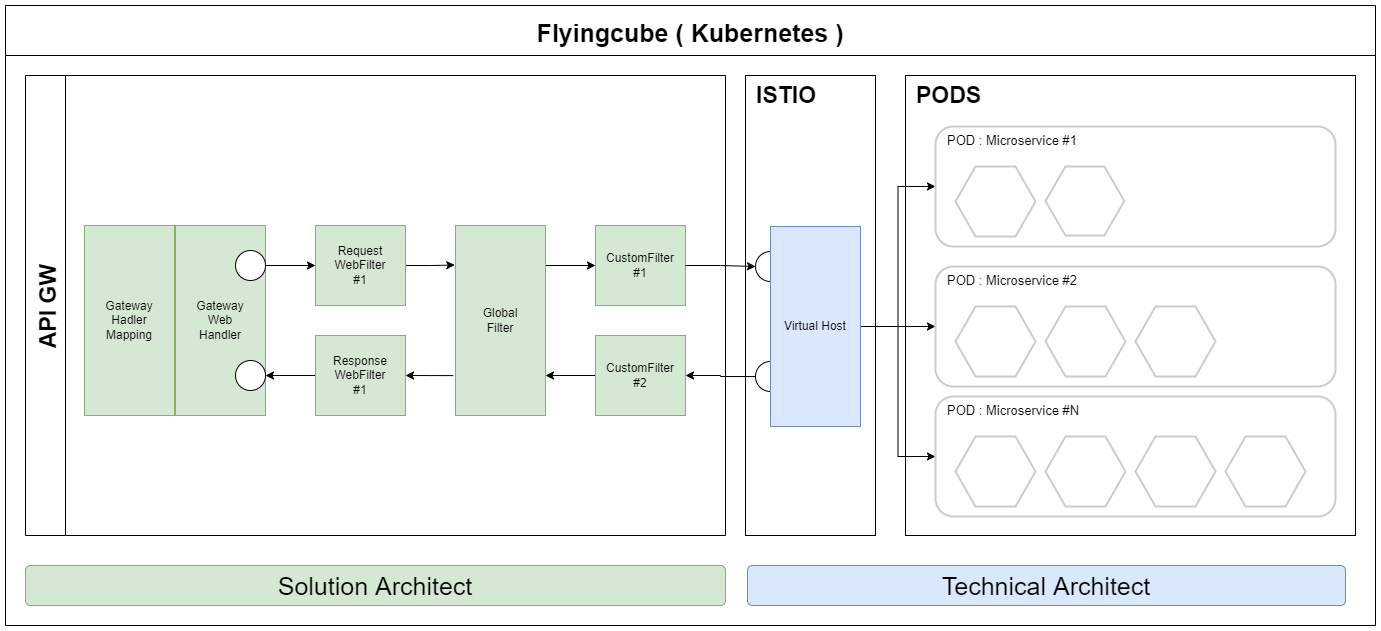 Flyingcube ( Kubernetes )
API GW
Gateway
Hadler
Mapping
Gateway
Web
Handler
Request
WebFilter
#1
Response
WebFilter
#1
Global
Filter
CustomFilter
#1
CustomFilter
#2
ISTIO
Virtual Host
PODS
POD : Microservice #1
POD : Microservice #2
POD : Microservice #N
Solution Architect
Technical Architect